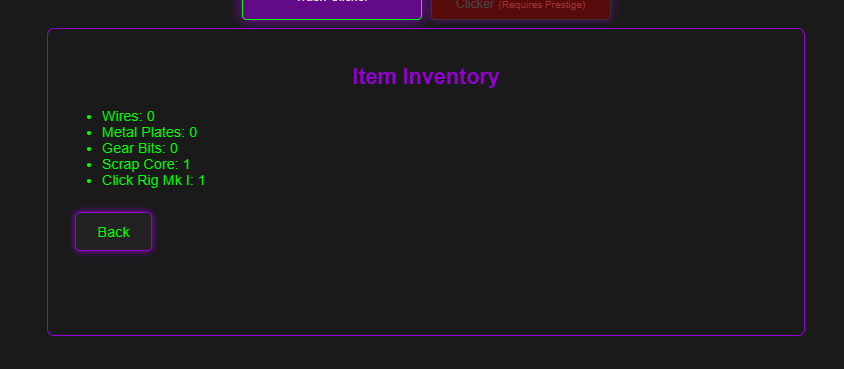 Clicker (Requires Prestige)
Item Inventory
Wires: 0
Metal Plates: 0
Gear Bits: 0
Scrap Core: 1
Click Rig Mk I: 1
Back